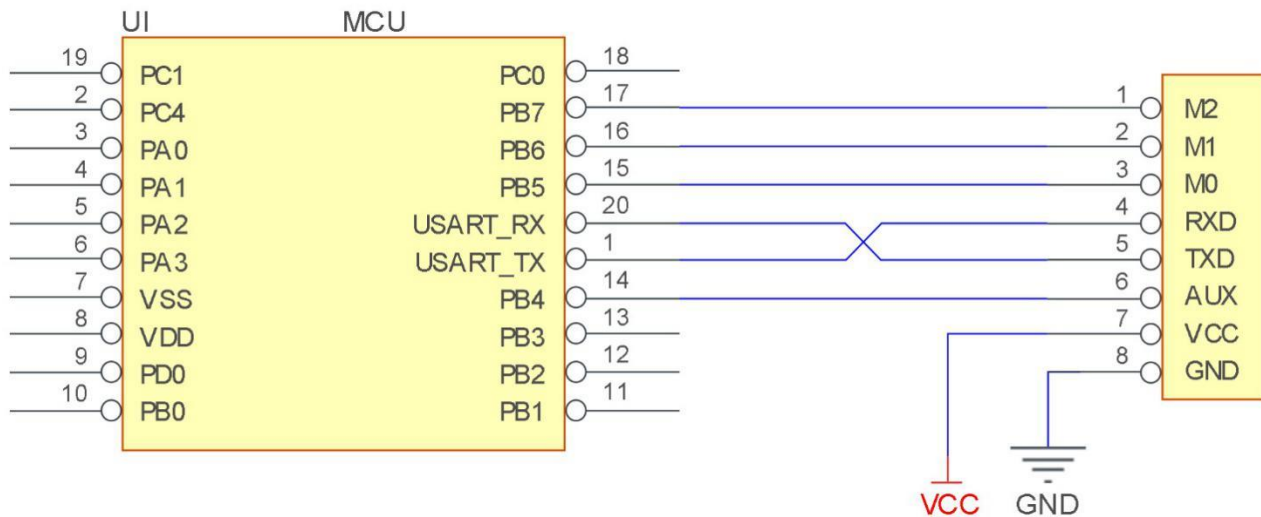 UI MCU
19 PC1 PC0 18
2 PC4 PB7 17 1 M2
3 PA0 PB6 16 2 M1
4 PA1 PB5 15 3 M0
5 PA2 USART_RX 20 4 RXD
6 PA3 USART_TX 1 5 TXD
7 VSS PB4 14 6 AUX
8 VDD PB3 13 7 VCC
9 PD0 PB2 12 8 GND
10 PB0 PB1 11
VCC GND